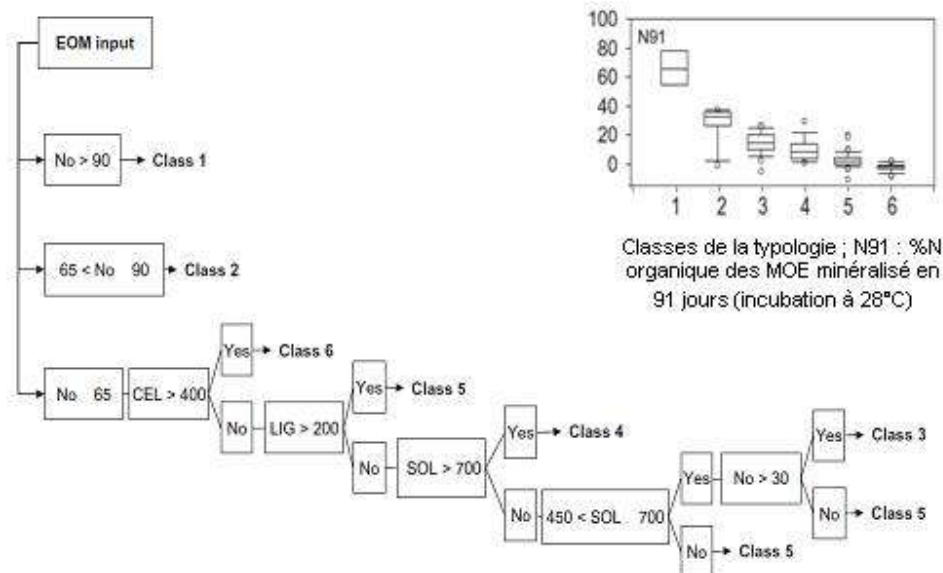 EOM input
No > 90
Class 1
65 < No 90
Class 2
No 65
CEL > 400
Yes
Class 6
No
LIG > 200
Yes
Class 5
No
SOL > 700
Yes
Class 4
No
450 < SOL 700
Yes
No > 30
Yes
Class 3
No
Class 5
No
Class 5
100
80
60
40
20
0
N91
1 2 3 4 5 6
Classes de la typologie ; N91 : %N
organique des MOE minéralisé en
91 jours (incubation à 28°C)